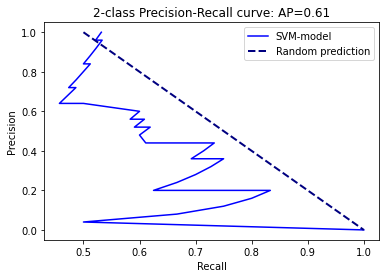 2-class Precision-Recall curve: AP=0.61
SVM-model
Random prediction
Precision
1.0
0.8
0.6
0.4
0.2
0.0
0.5 0.6 0.7 0.8 0.9 1.0
Recall